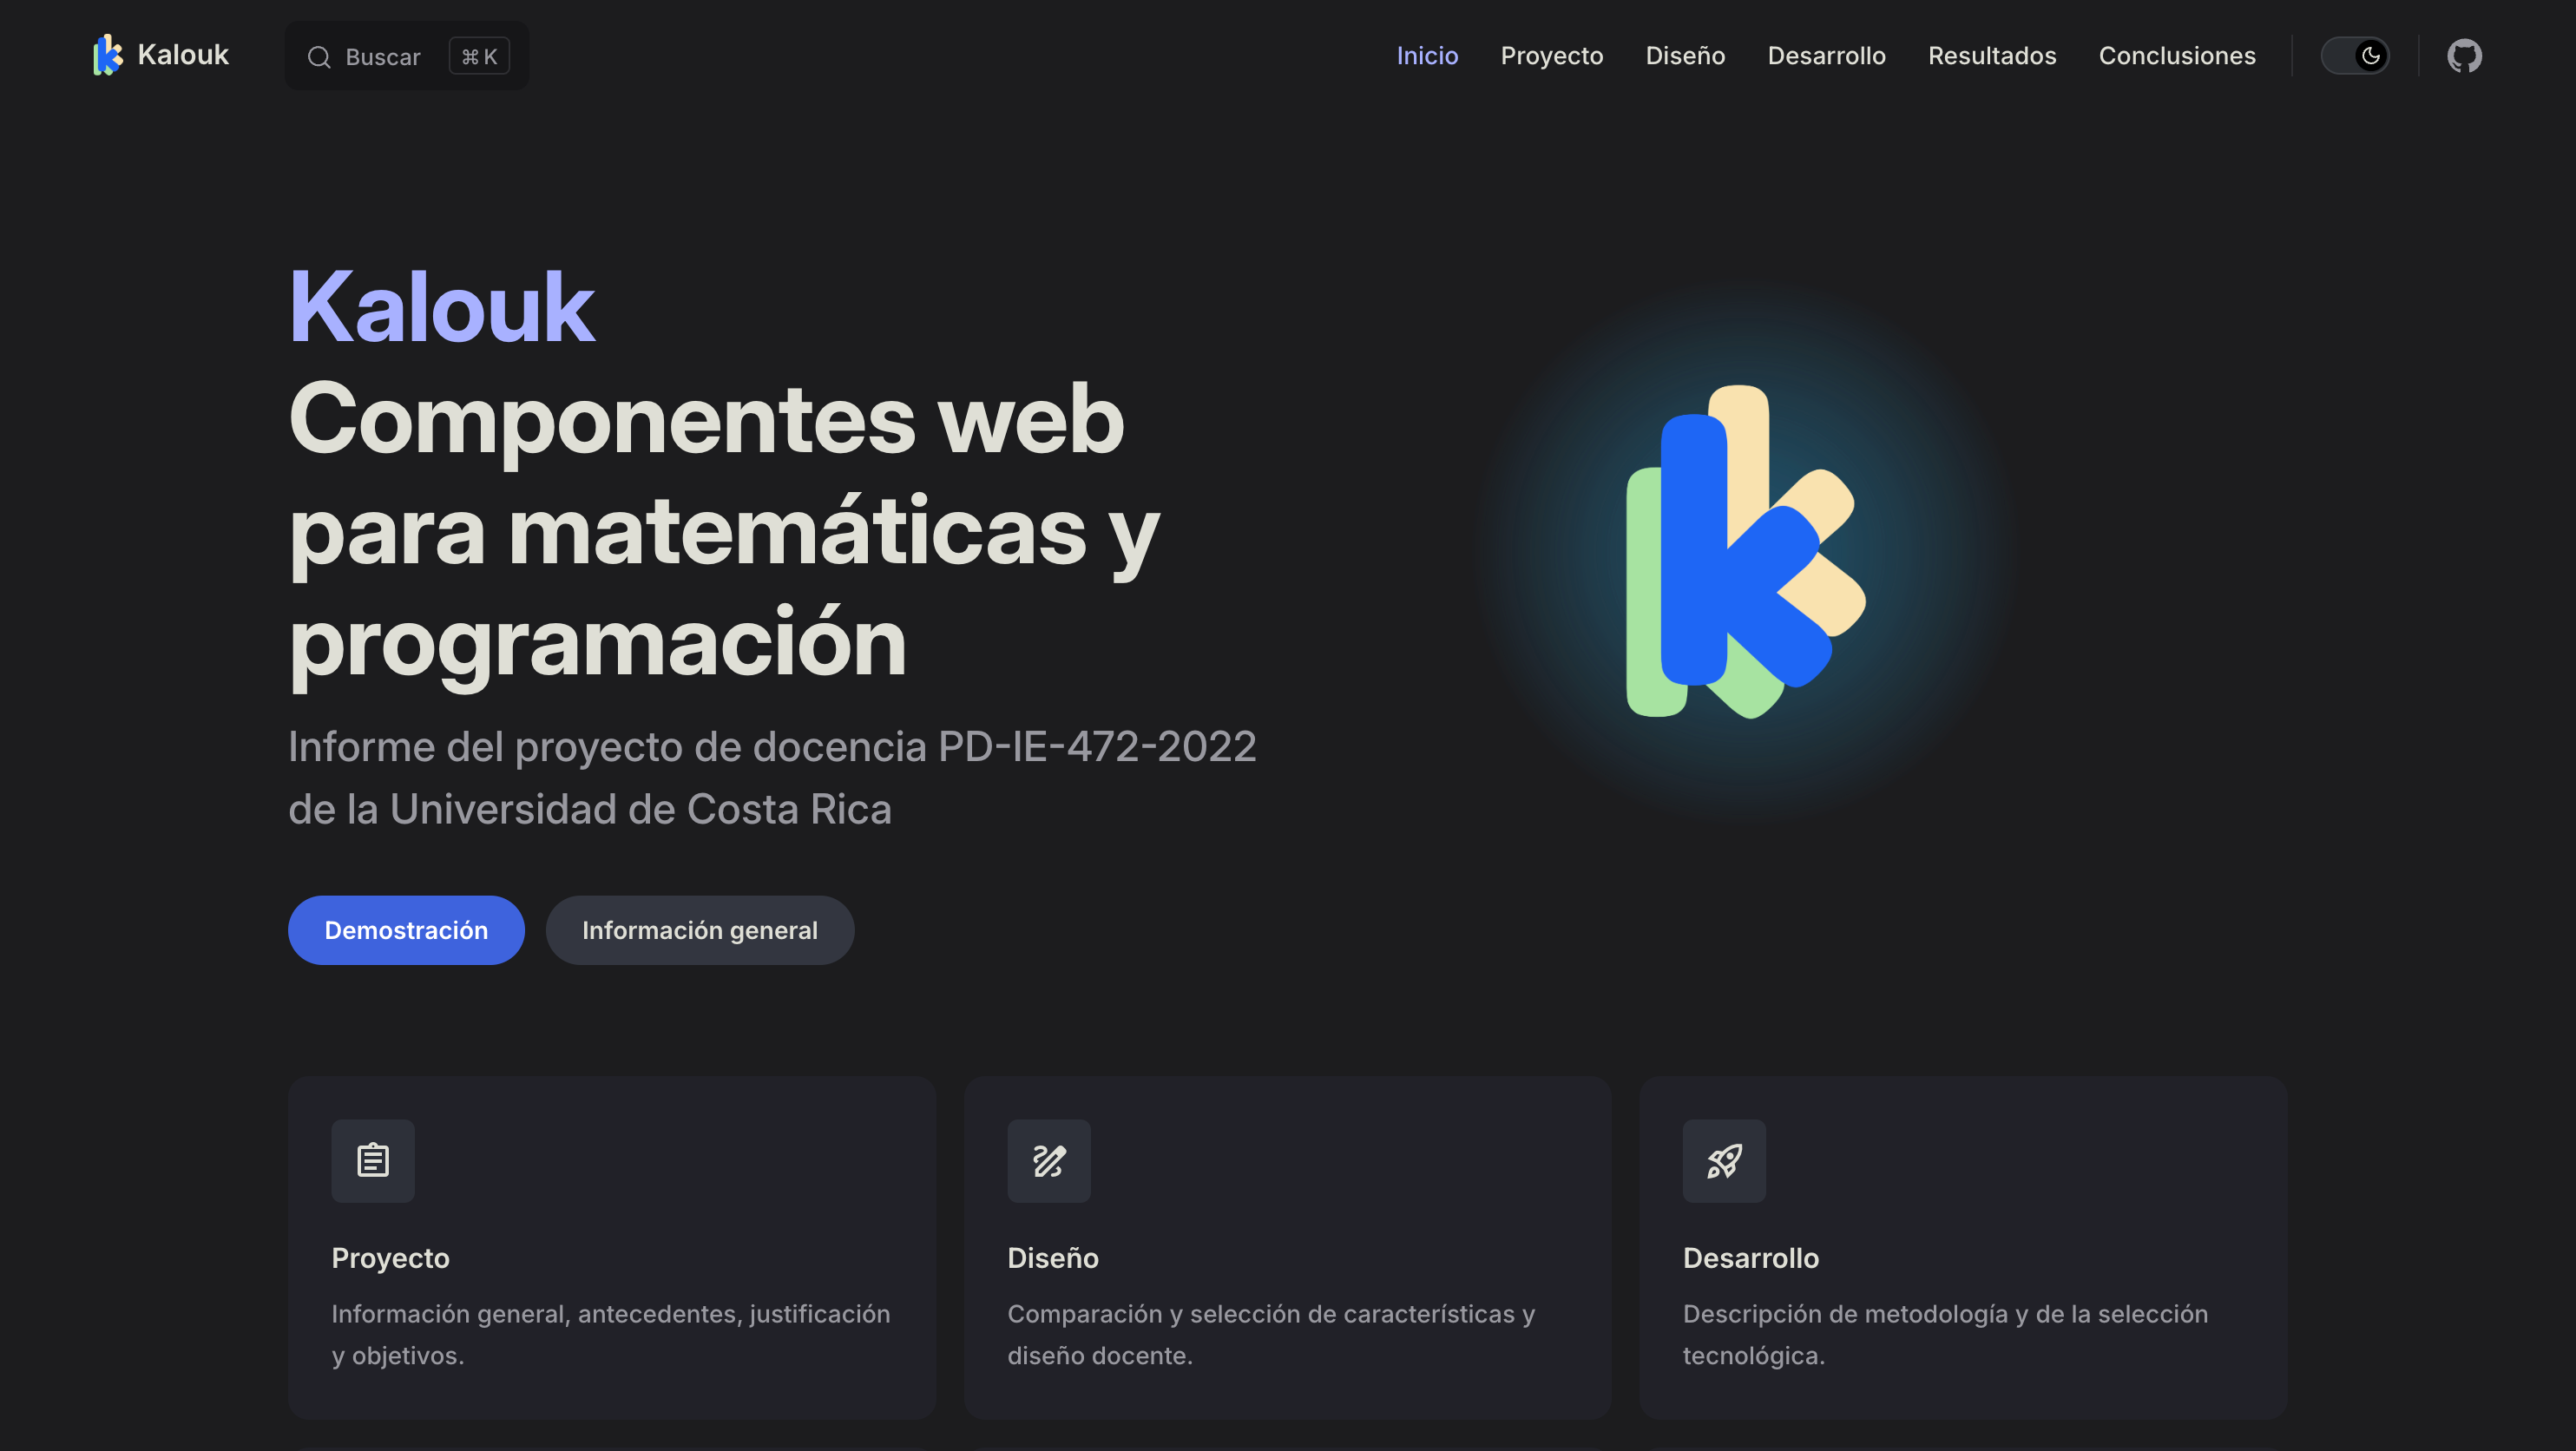 Kalouk
Buscar ⌘ K
Inicio Proyecto Diseño Desarrollo Resultados Conclusiones
Kalouk
Componentes web
para matemáticas y
programación
Informe del proyecto de docencia PD-IE-472-2022
de la Universidad de Costa Rica
Demostración
Información general
Proyecto
Información general, antecedentes, justificación
y objetivos.
Diseño
Comparación y selección de características y
diseño docente.
Desarrollo
Descripción de metodología y de la selección
tecnológica.